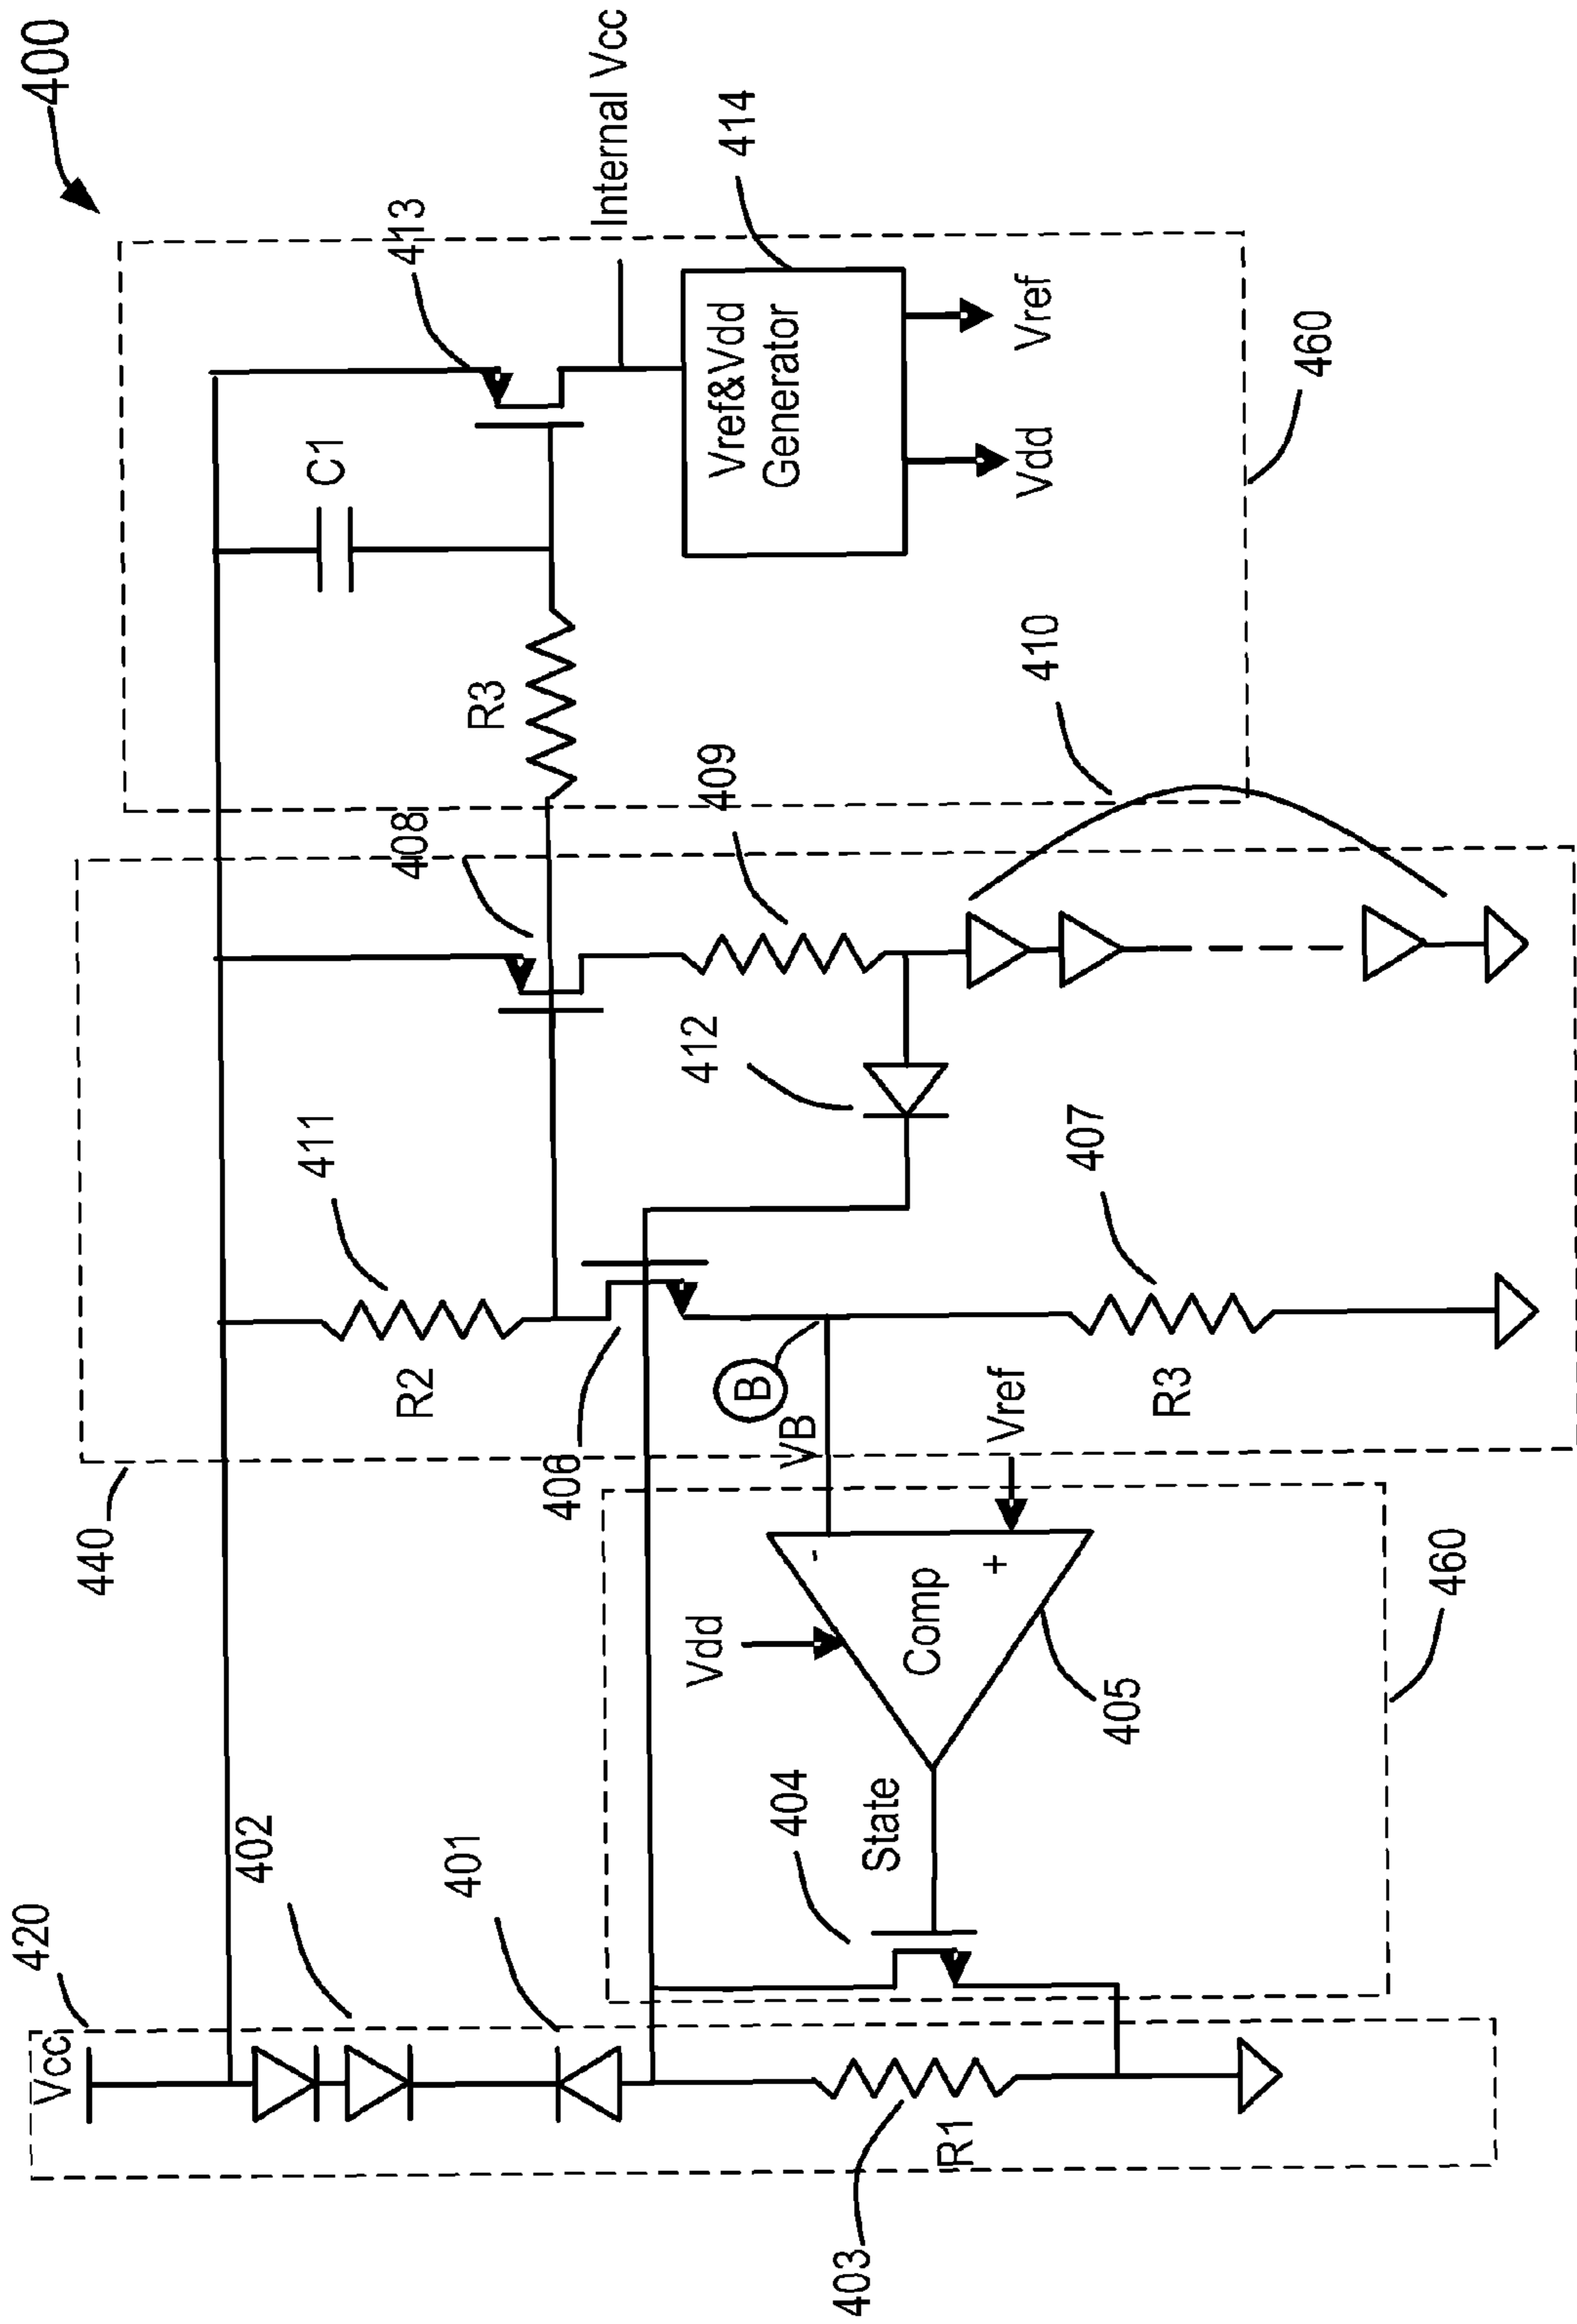 400
420
Vcc
402
401
403
R1
404
State
Vdd
Comp
-
+
405
460
Vref
440
411
R2
406
B
VB
407
R3
412
408
409
410
R3
C1
413
Internal Vcc
414
Vref&Vdd
Generator
Vdd
Vref
460